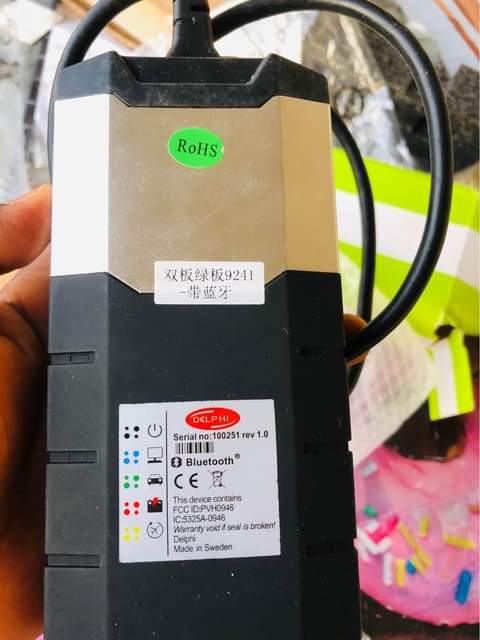 RoHS
双板绿板9241
-带蓝牙
DELPHI
Serial no:100251 rev 1.0
Bluetooth®
CE
This device contains
FCC ID:PVH0946
IC:5325A-0946
Warranty void if seal is broken!
Delphi
Made in Sweden